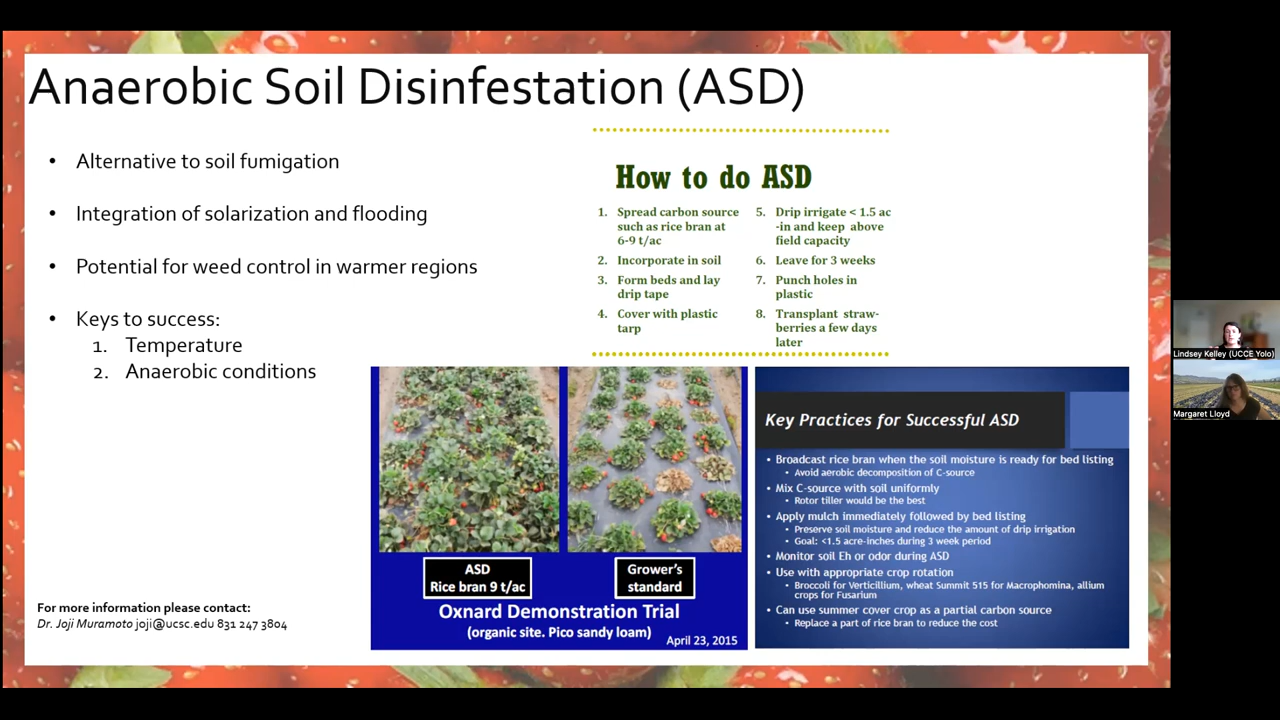 Anaerobic Soil Disinfestation (ASD)
• Alternative to soil fumigation
• Integration of solarization and flooding
• Potential for weed control in warmer regions
• Keys to success:
1. Temperature
2. Anaerobic conditions
For more information please contact:
Dr. Joji Muramoto joji@ucsc.edu 831 247 3804
How to do ASD
1. Spread carbon source
such as rice bran at
6-9 t/ac
2. Incorporate in soil
3. Form beds and lay
drip tape
4. Cover with plastic
tarp
5. Drip irrigate < 1.5 ac
-in and keep above
field capacity
6. Leave for 3 weeks
7. Punch holes in
plastic
8. Transplant straw-
berries a few days
later
ASD
Rice bran 9 t/ac
Grower's
standard
Oxnard Demonstration Trial
(organic site. Pico sandy loam)
April 23, 2015
Key Practices for Successful ASD
• Broadcast rice bran when the soil moisture is ready for bed listing
• Avoid aerobic decomposition of C-source
• Mix C-source with soil uniformly
• Rotor tiller would be the best
• Apply mulch immediately followed by bed listing
• Preserve soil moisture and reduce the amount of drip irrigation
• Goal: <1.5 acre-inches during 3 week period
• Monitor soil Eh or odor during ASD
• Use with appropriate crop rotation
• Broccoli for Verticillium, wheat Summit 515 for Macrophomina, allium
crops for Fusarium
• Can use summer cover crop as a partial carbon source
• Replace a part of rice bran to reduce the cost
Lindsey Kelley (UCCE Yolo)
Margaret Lloyd